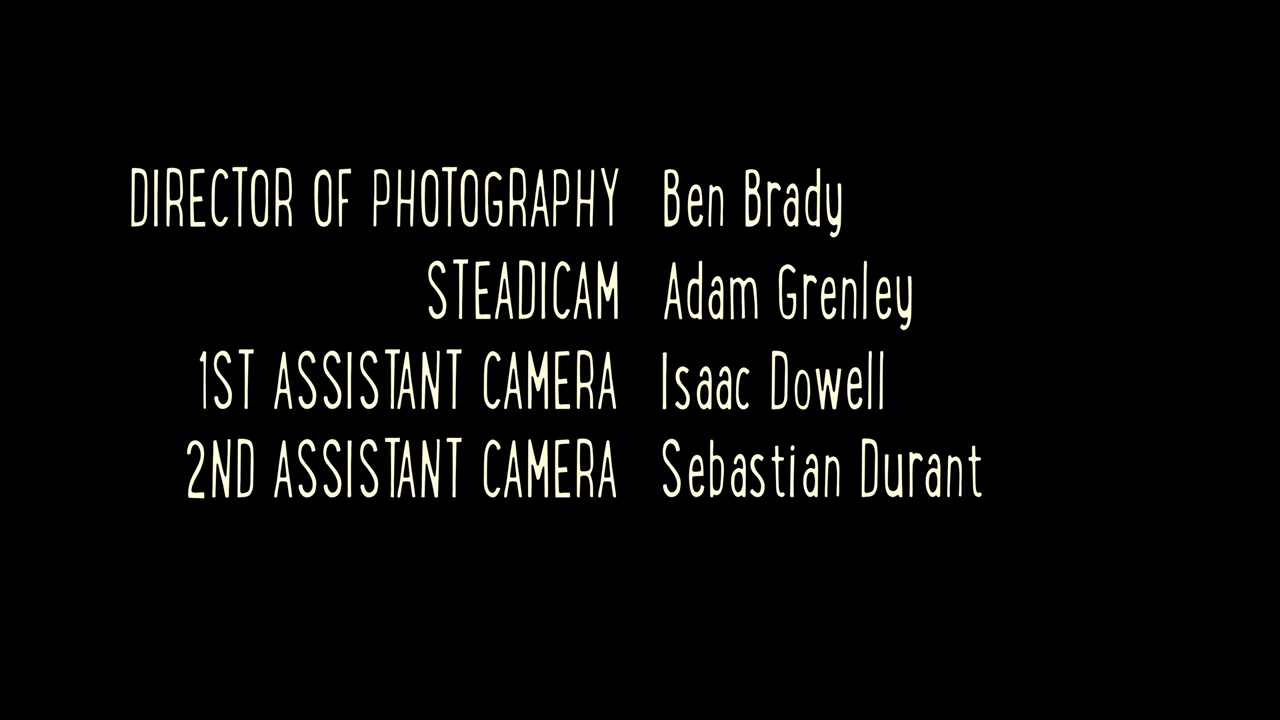 DIRECTOR OF PHOTOGRAPHY Ben Brady
STEADICAM Adam Grenley
1ST ASSISTANT CAMERA Isaac Dowell
2ND ASSISTANT CAMERA Sebastian Durant